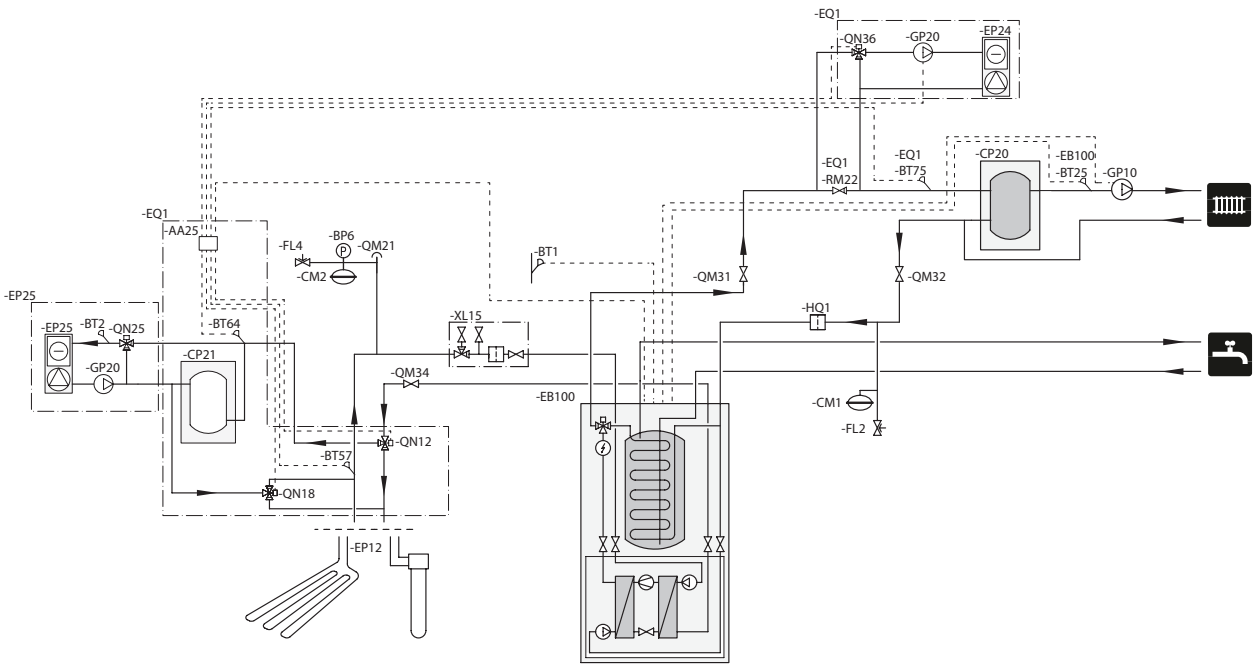 -EQ1
-QN36
-GP20
-EP24
-EQ1
-RM22
-EQ1
-BT75
-CP20
-EB100
-BT25
-GP10
-EQ1
-AA25
-FL4
-BP6
P
-QM21
-CM2
-BT1
-QM31
-QM32
-EP25
-EP25
-BT2
-QN25
-BT64
-XL15
-HQ1
-GP20
-CP21
-QM34
-EB100
-CM1
-FL2
-QN12
-BT57
-QN18
-EP12